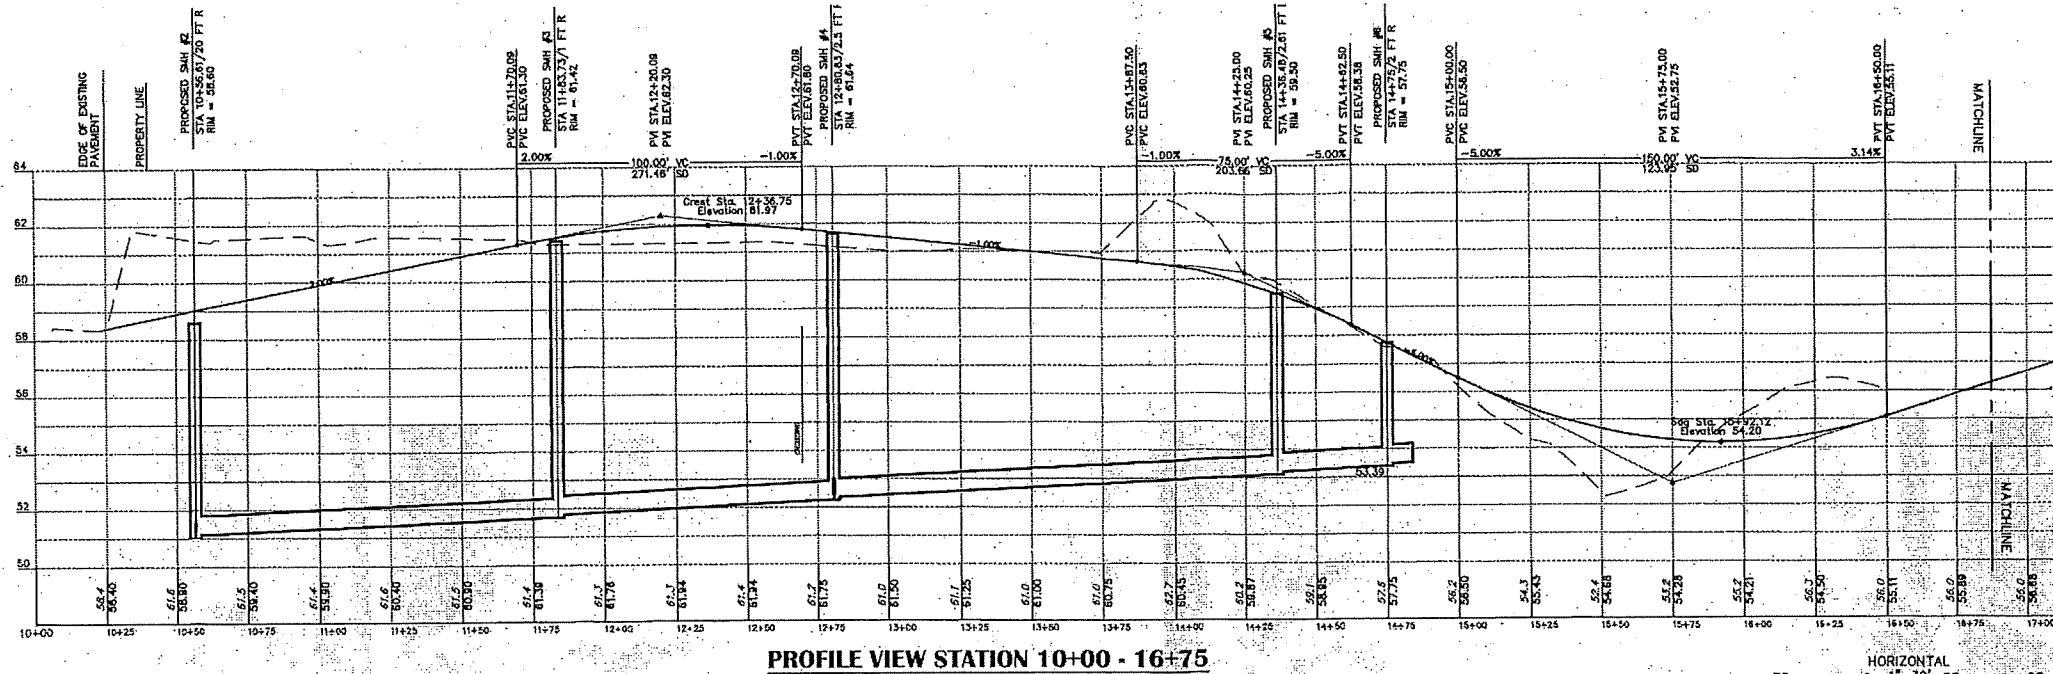 EDGE OF EXISTING
PAVEMENT
PROPERTY LINE
PROPOSED SMH #2
STA 10+56.61/20 FT R
RIM = 58.60
PVC STA.11+70.09
PVC ELEV.61.30
PROPOSED SMH #3
STA 11+83.73/1 FT R
RIM = 61.42
PVI STA.12+20.09
PVI ELEV.62.30
PVT STA.12+70.09
PVT ELEV.61.80
PROPOSED SMH #4
STA 12+80.83/2.5 FT
RIM = 61.64
PVC STA.13+87.50
PVC ELEV.60.63
PVI STA.14+25.00
PVI ELEV.60.25
PROPOSED SMH #5
STA 14+36.48/2.61 FT
RIM = 59.50
PVT STA.14+62.50
PVT ELEV.58.38
PROPOSED SMH #6
STA 14+75/2 FT R
RIM = 57.75
PVC STA.15+00.00
PVC ELEV.56.50
PVI STA.15+75.00
PVI ELEV.52.75
PVT STA.16+50.00
PVT ELEV.55.11
MATCHLINE
2.00% 100.00' VC -1.00%
271.46' SD
-1.00% 75.00' VC -5.00%
203.66' SD
-5.00% 150.00' VC 3.14%
123.95' SD
Crest Sta. 12+36.75
Elevation 61.97
2.00%
-1.00%
-5.00%
Sag Sta. 15+92.12
Elevation 54.20
53.39
MATCHLINE
64
62
60
58
56
54
52
50
58.4 61.6 61.5 61.4 61.6 61.5 61.4 61.3 61.3 61.4 61.2 61.0 61.1 61.0 61.0 62.7 60.2 59.1 57.6 56.2 54.3 52.4 53.2 55.2 56.3 56.0 56.0 56.0
58.40 58.90 59.40 59.90 60.40 60.90 61.39 61.76 61.94 61.94 61.75 61.50 61.25 61.00 60.75 60.45 59.87 58.95 57.75 56.50 55.43 54.68 54.28 54.21 54.50 55.11 55.89 56.68
10+00 10+25 10+50 10+75 11+00 11+25 11+50 11+75 12+00 12+25 12+50 12+75 13+00 13+25 13+50 13+75 14+00 14+25 14+50 14+75 15+00 15+25 15+50 15+75 16+00 16+25 16+50 16+75 17+00
PROFILE VIEW STATION 10+00 - 16+75
HORIZONTAL